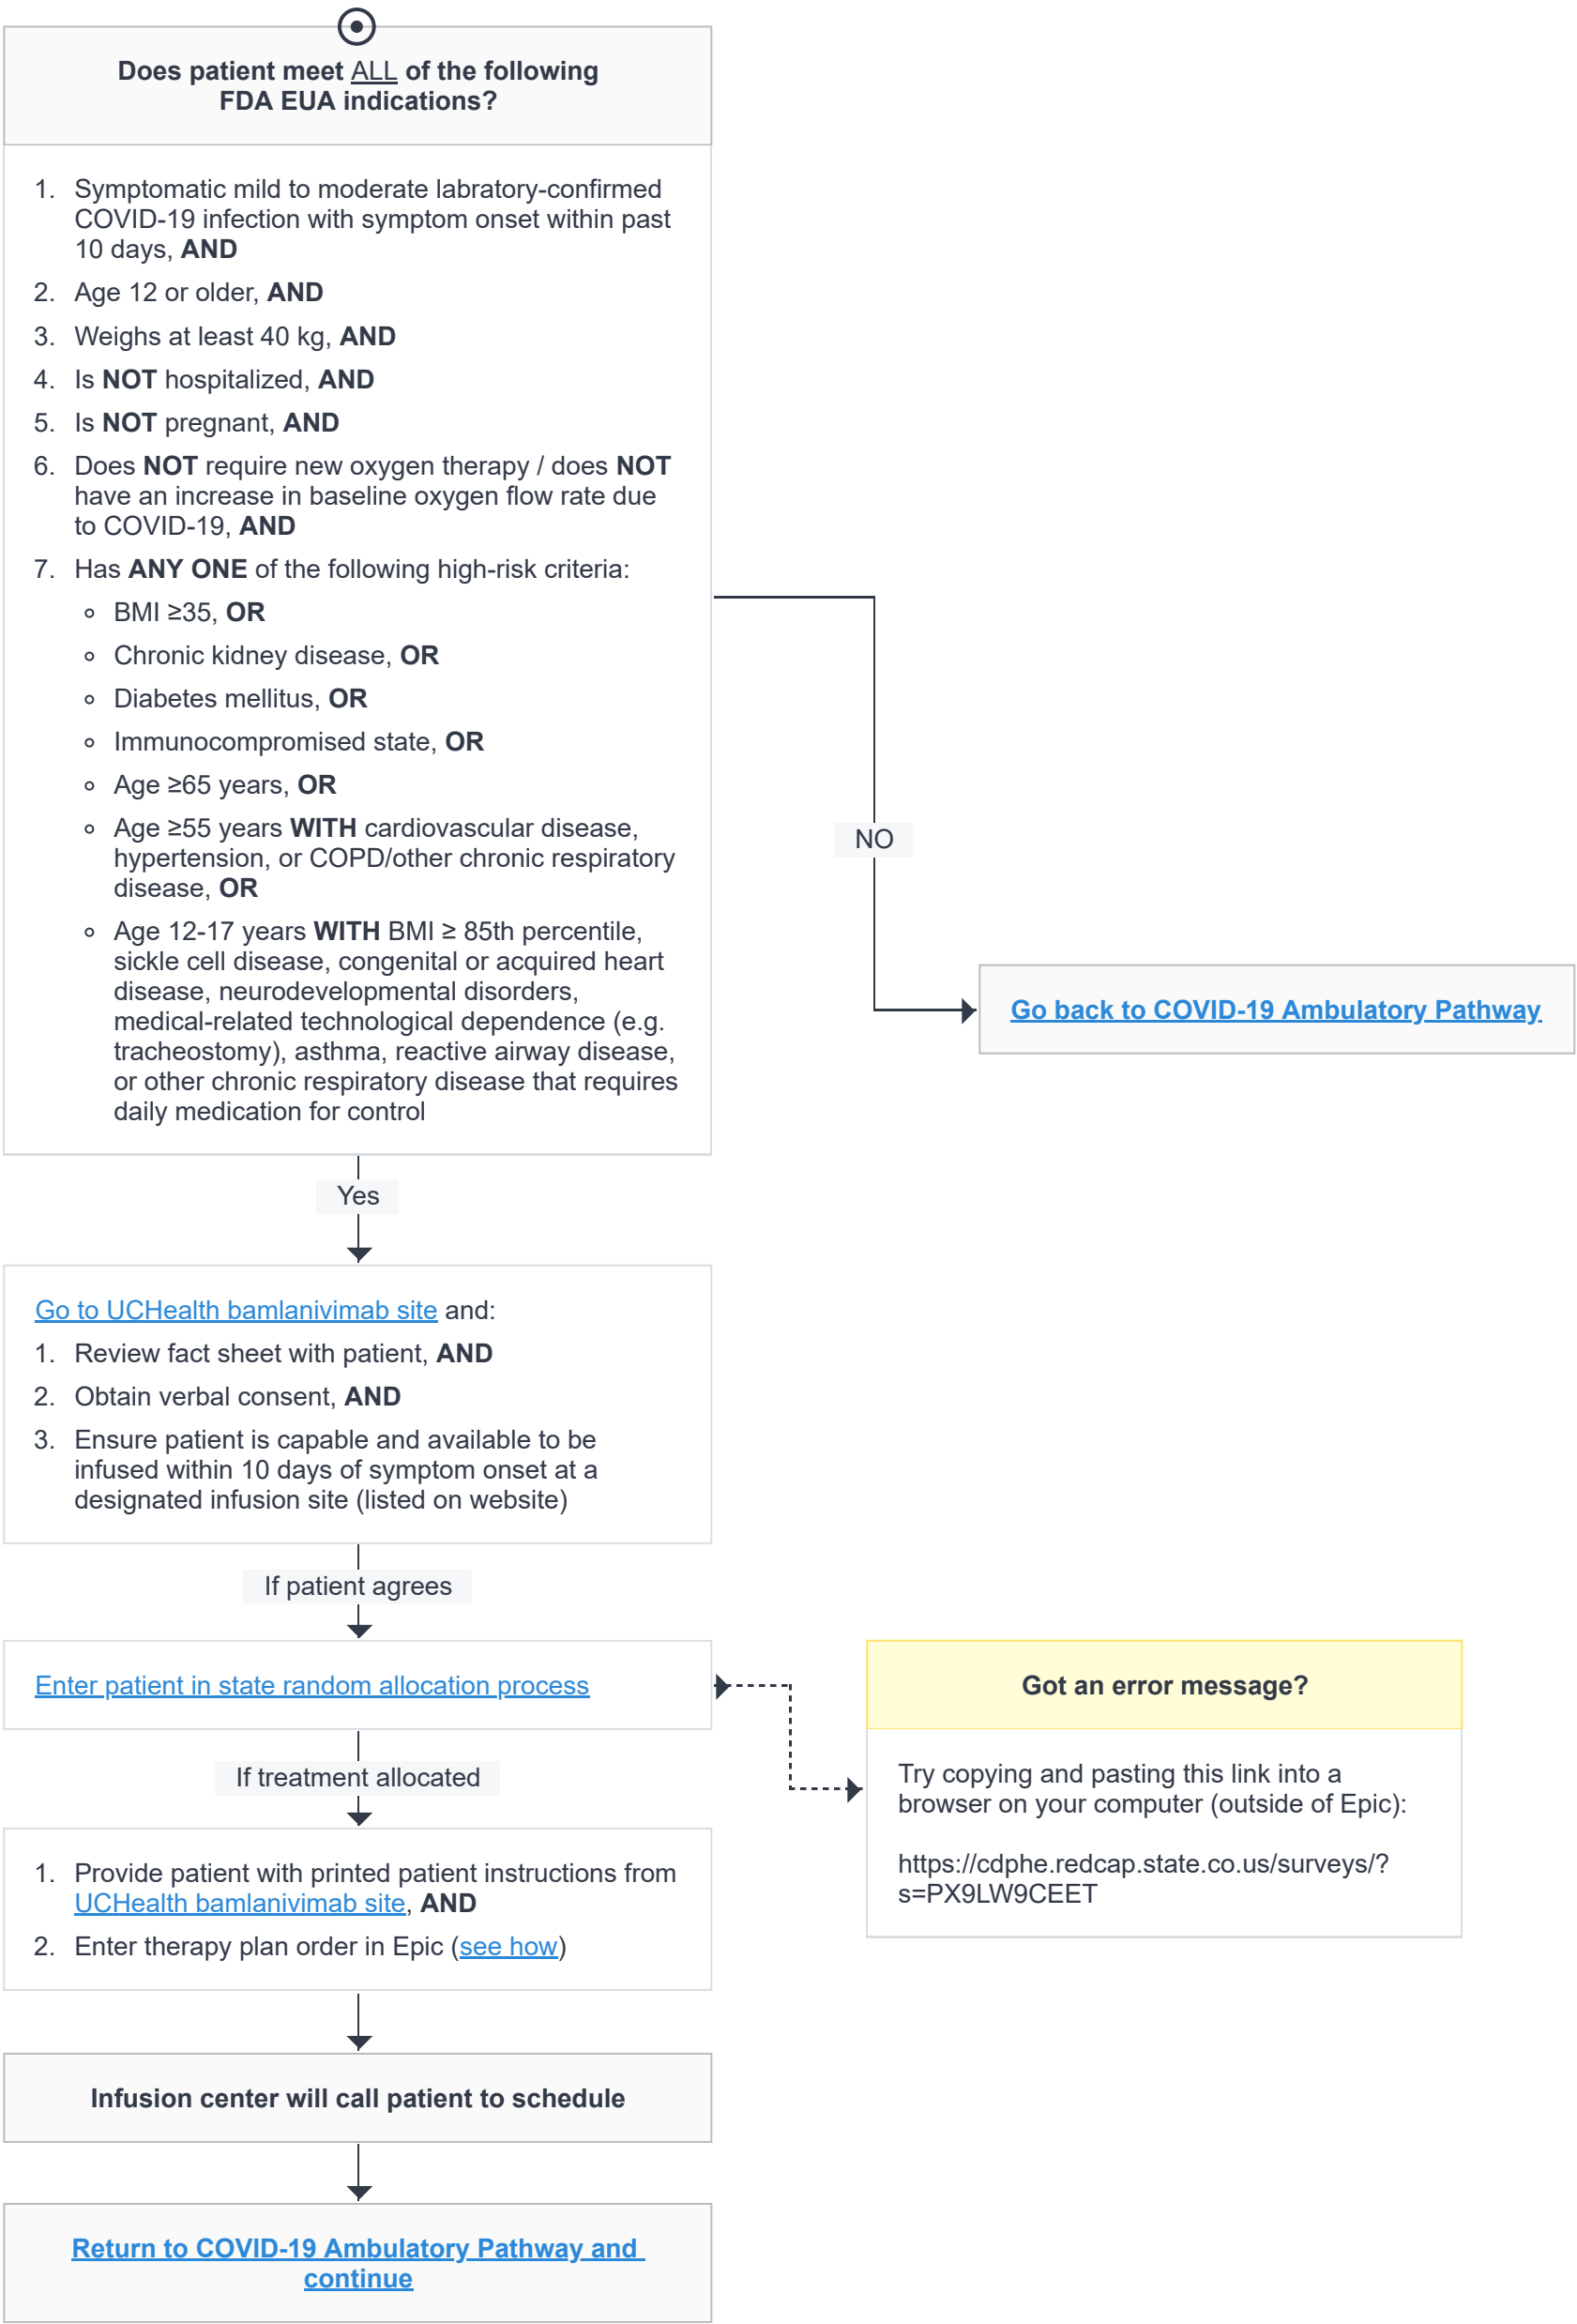 Does patient meet ALL of the following
FDA EUA indications?
1. Symptomatic mild to moderate labratory-confirmed
COVID-19 infection with symptom onset within past
10 days, AND
2. Age 12 or older, AND
3. Weighs at least 40 kg, AND
4. Is NOT hospitalized, AND
5. Is NOT pregnant, AND
6. Does NOT require new oxygen therapy / does NOT
have an increase in baseline oxygen flow rate due
to COVID-19, AND
7. Has ANY ONE of the following high-risk criteria:
BMI ≥35, OR
Chronic kidney disease, OR
Diabetes mellitus, OR
Immunocompromised state, OR
Age ≥65 years, OR
Age ≥55 years WITH cardiovascular disease,
hypertension, or COPD/other chronic respiratory
disease, OR
Age 12-17 years WITH BMI ≥ 85th percentile,
sickle cell disease, congenital or acquired heart
disease, neurodevelopmental disorders,
medical-related technological dependence (e.g.
tracheostomy), asthma, reactive airway disease,
or other chronic respiratory disease that requires
daily medication for control
NO
Go back to COVID-19 Ambulatory Pathway
Yes
Go to UCHealth bamlanivimab site and:
1. Review fact sheet with patient, AND
2. Obtain verbal consent, AND
3. Ensure patient is capable and available to be
infused within 10 days of symptom onset at a
designated infusion site (listed on website)
If patient agrees
Enter patient in state random allocation process
Got an error message?
Try copying and pasting this link into a
browser on your computer (outside of Epic):
https://cdphe.redcap.state.co.us/surveys/?
s=PX9LW9CEET
If treatment allocated
1. Provide patient with printed patient instructions from
UCHealth bamlanivimab site, AND
2. Enter therapy plan order in Epic (see how)
Infusion center will call patient to schedule
Return to COVID-19 Ambulatory Pathway and
continue